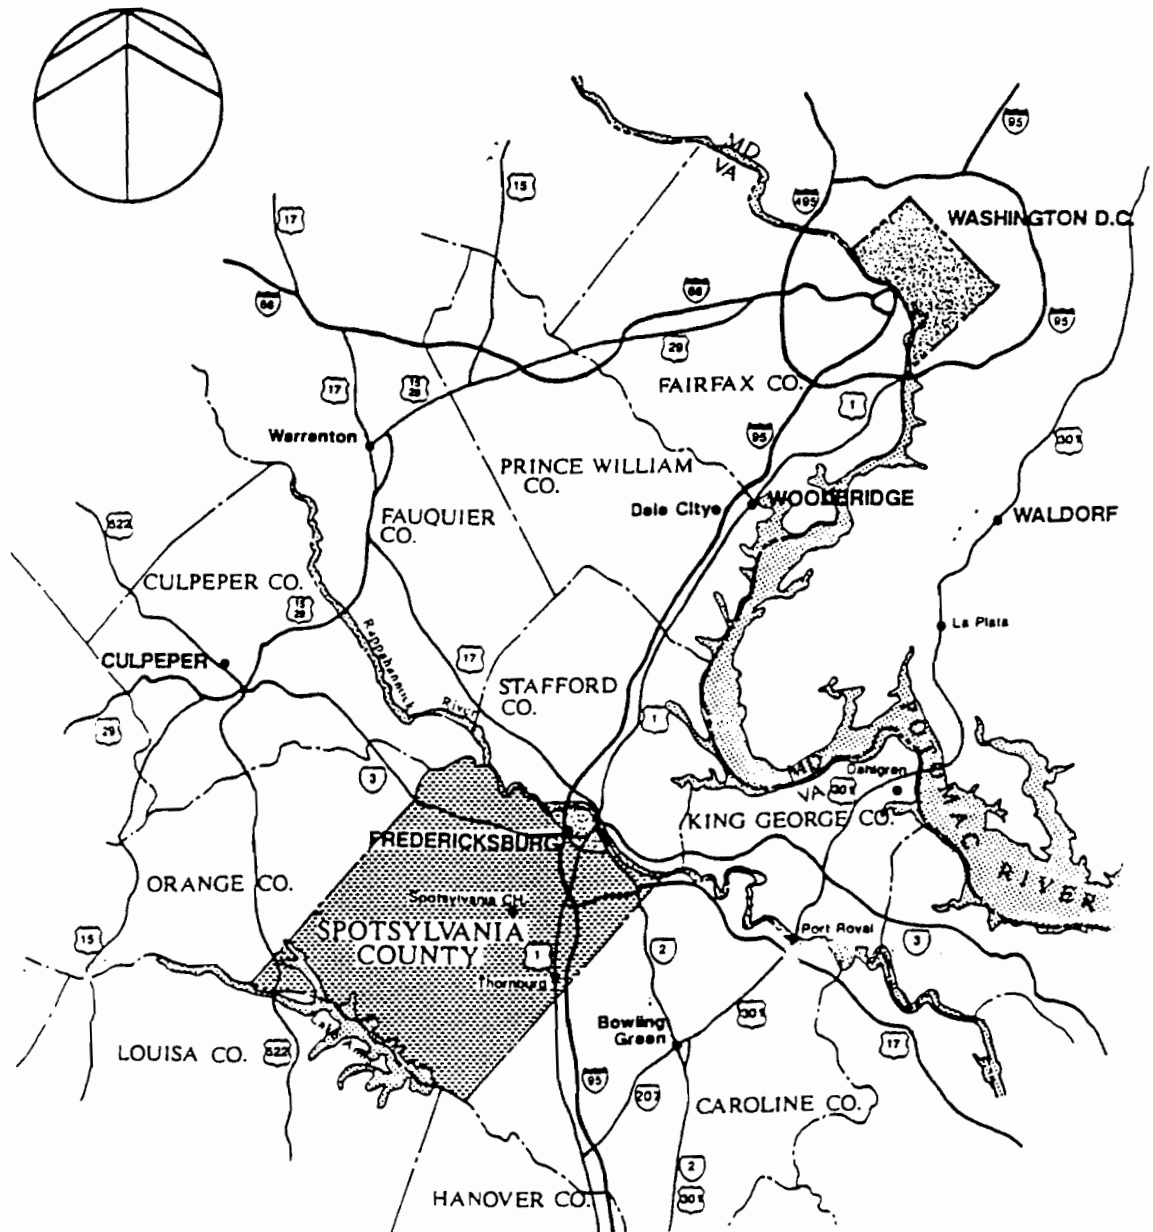 MD
VA
95
15
17
495
WASHINGTON D.C.
66
66
95
29
17
15
29
FAIRFAX CO.
1
Warrenton
95
301
PRINCE WILLIAM
CO.
Dale City
WOODBRIDGE
WALDORF
FAUQUIER
CO.
522
CULPEPER CO.
15
29
Rappahannock
River
La Plata
CULPEPER
17
STAFFORD
CO.
29
1
3
MD
VA
301
Dahlgren
POTOMAC RIVER
KING GEORGE CO.
FREDERICKSBURG
ORANGE CO.
Spotsylvania CH.
SPOTSYLVANIA
COUNTY
15
1
2
Port Royal
3
Thornburg
301
Bowling
Green
Lake
LOUISA CO.
522
17
95
207
CAROLINE CO.
2
301
HANOVER CO.